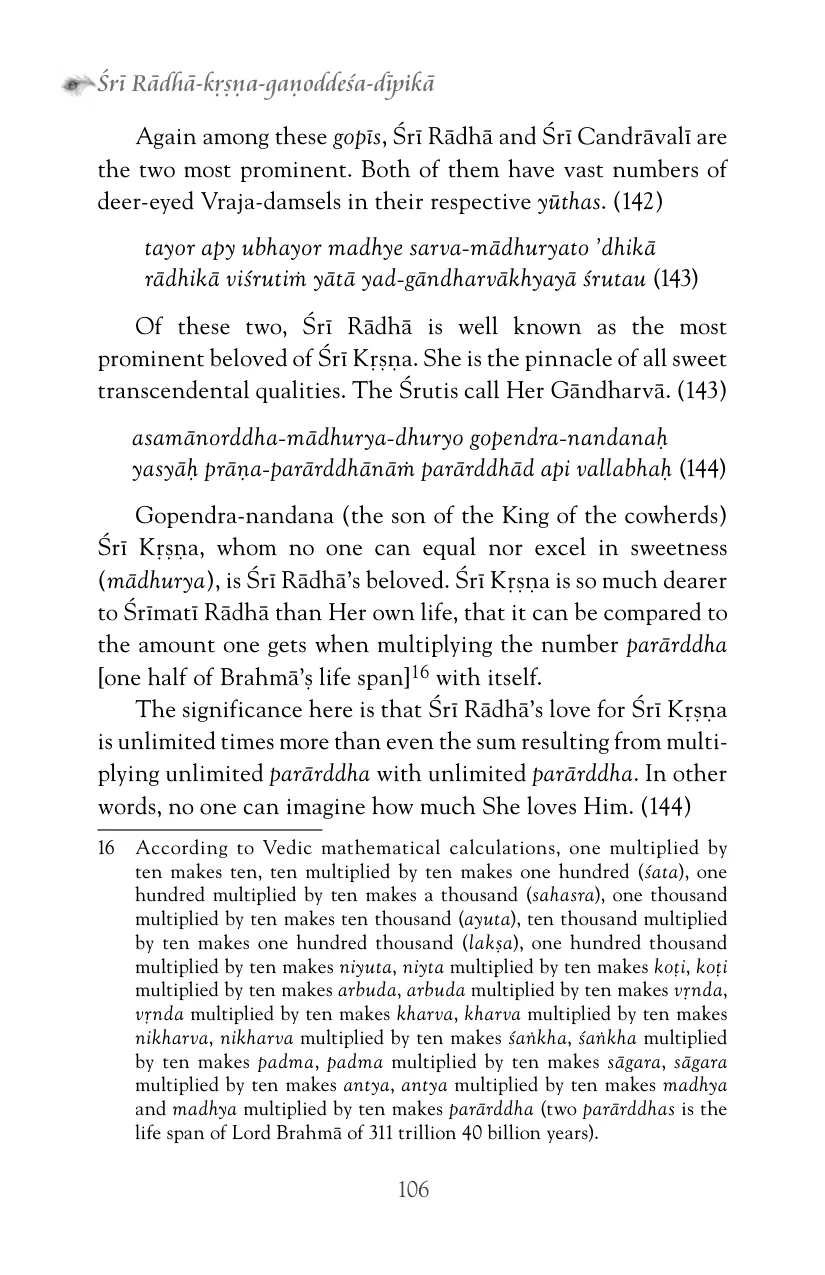 Śrī Rādhā-kṛṣṇa-gaṇoddeśa-dīpikā
Again among these gopīs, Śrī Rādhā and Śrī Candrāvalī are
the two most prominent. Both of them have vast numbers of
deer-eyed Vraja-damsels in their respective yūthas. (142)
tayor apy ubhayor madhye sarva-mādhuryato ’dhikā
rādhikā viśrutiṁ yātā yad-gāndharvākhyayā śrutau (143)
Of these two, Śrī Rādhā is well known as the most
prominent beloved of Śrī Kṛṣṇa. She is the pinnacle of all sweet
transcendental qualities. The Śrutis call Her Gāndharvā. (143)
asamānorddha-mādhurya-dhuryo gopendra-nandanaḥ
yasyāḥ prāṇa-parārddhānāṁ parārddhād api vallabhaḥ (144)
Gopendra-nandana (the son of the King of the cowherds)
Śrī Kṛṣṇa, whom no one can equal nor excel in sweetness
(mādhurya), is Śrī Rādhā’s beloved. Śrī Kṛṣṇa is so much dearer
to Śrīmatī Rādhā than Her own life, that it can be compared to
the amount one gets when multiplying the number parārddha
[one half of Brahmā’ṣ life span]16 with itself.
The significance here is that Śrī Rādhā’s love for Śrī Kṛṣṇa
is unlimited times more than even the sum resulting from multi-
plying unlimited parārddha with unlimited parārddha. In other
words, no one can imagine how much She loves Him. (144)
16 According to Vedic mathematical calculations, one multiplied by
ten makes ten, ten multiplied by ten makes one hundred (śata), one
hundred multiplied by ten makes a thousand (sahasra), one thousand
multiplied by ten makes ten thousand (ayuta), ten thousand multiplied
by ten makes one hundred thousand (lakṣa), one hundred thousand
multiplied by ten makes niyuta, niyta multiplied by ten makes koṭi, koṭi
multiplied by ten makes arbuda, arbuda multiplied by ten makes vṛnda,
vṛnda multiplied by ten makes kharva, kharva multiplied by ten makes
nikharva, nikharva multiplied by ten makes śaṅkha, śaṅkha multiplied
by ten makes padma, padma multiplied by ten makes sāgara, sāgara
multiplied by ten makes antya, antya multiplied by ten makes madhya
and madhya multiplied by ten makes parārddha (two parārddhas is the
life span of Lord Brahmā of 311 trillion 40 billion years).
106